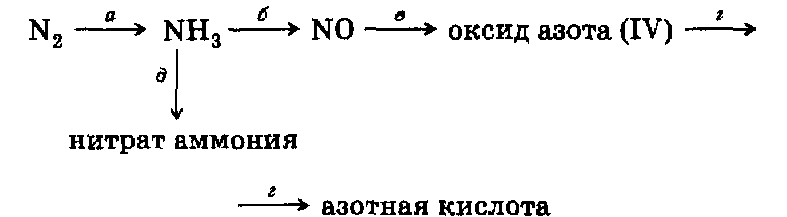 а б в г
N₂ ⟶ NH₃ ⟶ NO ⟶ оксид азота (IV) ⟶
д
нитрат аммония
г
⟶ азотная кислота